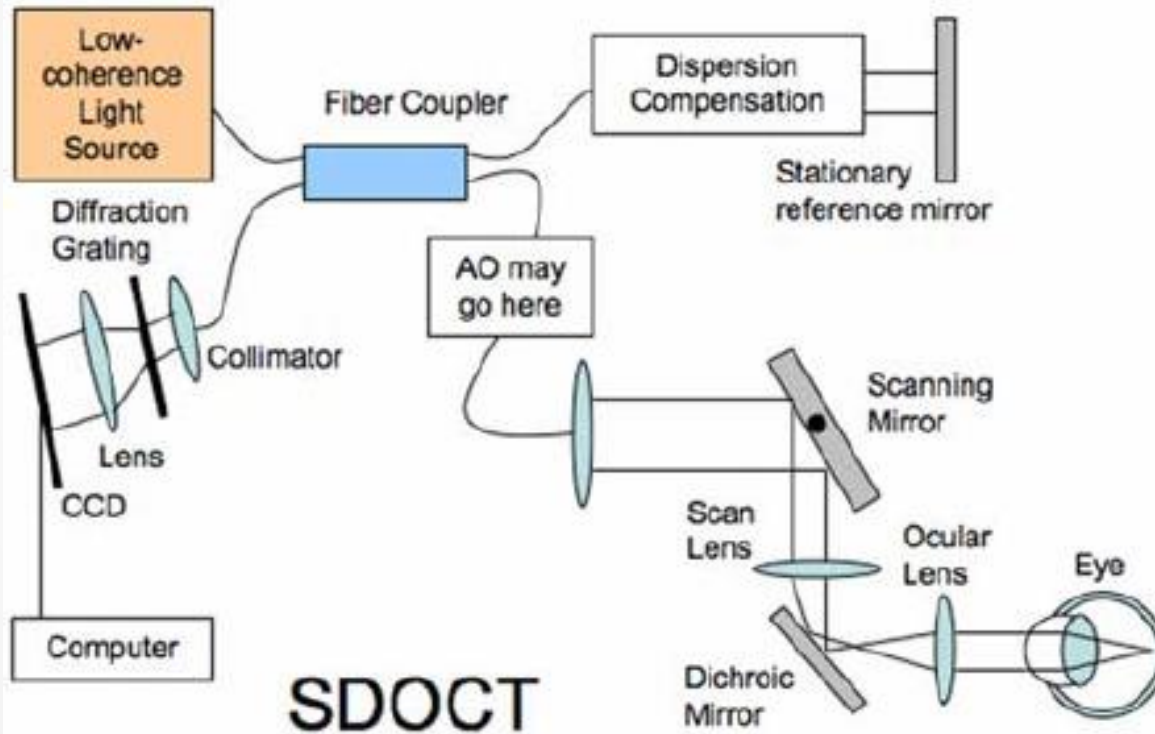 Low-
coherence
Light
Source
Fiber Coupler
Dispersion
Compensation
Stationary
reference mirror
Diffraction
Grating
AO may
go here
Collimator
Lens
CCD
Scanning
Mirror
Scan
Lens
Ocular
Lens
Eye
Computer
Dichroic
Mirror
SDOCT